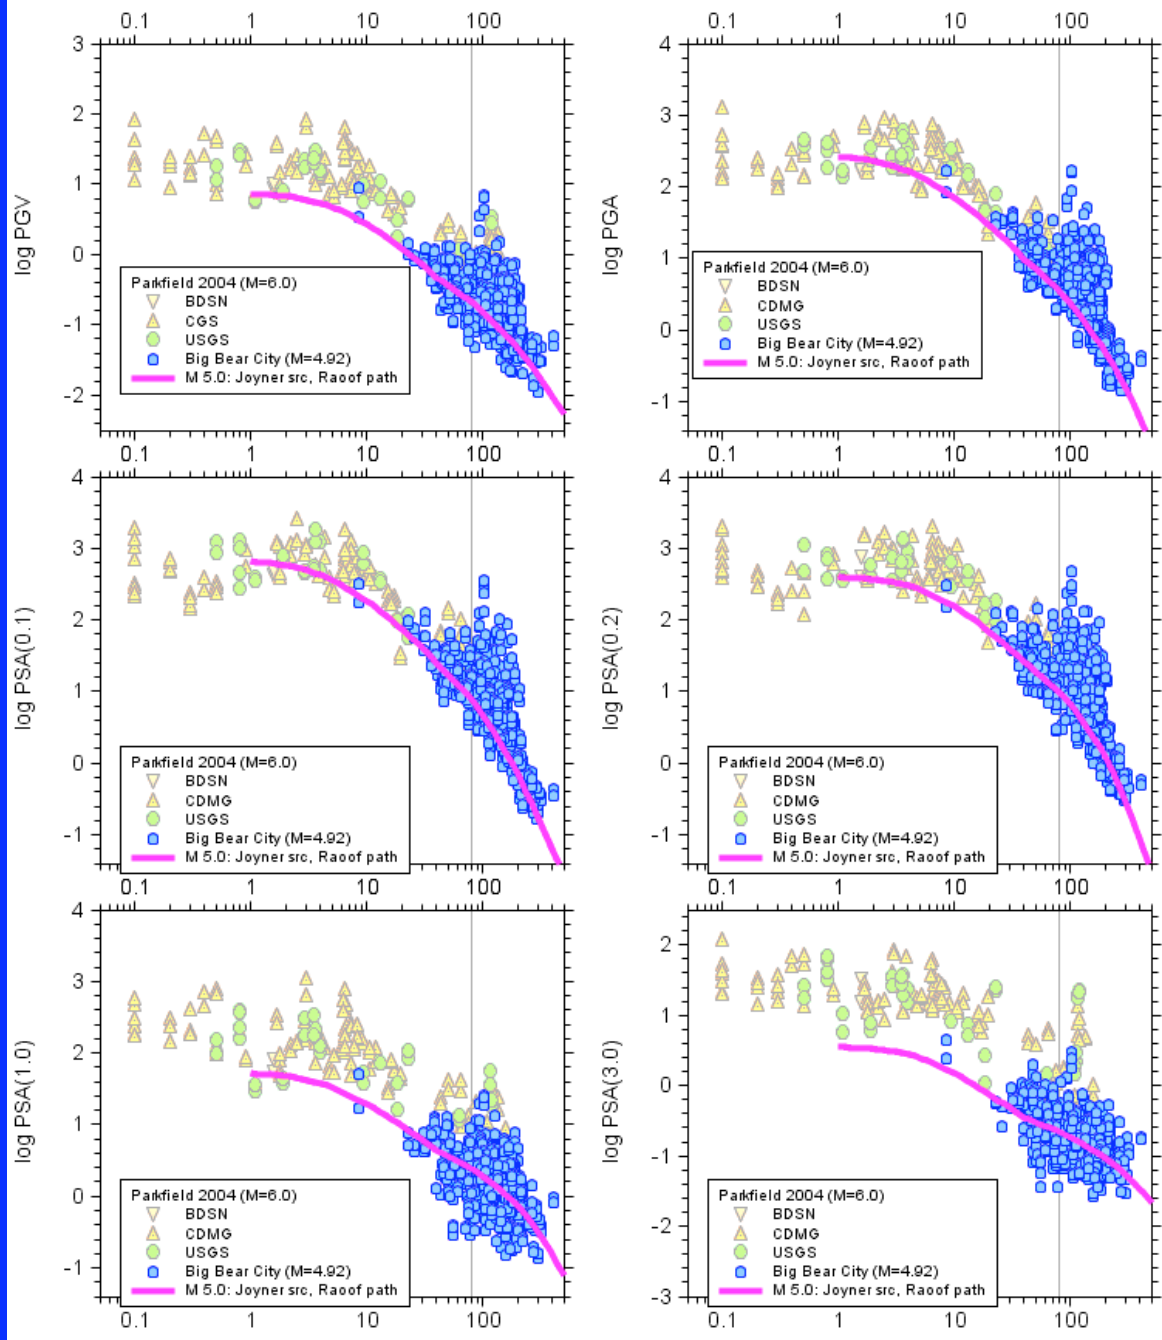 0.1 1 10 100 0.1 1 10 100
3
2
1
0
-1
-2
log PGV
Parkfield 2004 (M=6.0)
BDSN
CGS
USGS
Big Bear City (M=4.92)
M 5.0: Joyner src, Raoof path
4
3
2
1
0
-1
log PGA
Parkfield 2004 (M=6.0)
BDSN
CDMG
USGS
Big Bear City (M=4.92)
M 5.0: Joyner src, Raoof path
4
3
2
1
0
-1
log PSA(0.1)
Parkfield 2004 (M=6.0)
BDSN
CDMG
USGS
Big Bear City (M=4.92)
M 5.0: Joyner src, Raoof path
4
3
2
1
0
-1
log PSA(0.2)
Parkfield 2004 (M=6.0)
BDSN
CDMG
USGS
Big Bear City (M=4.92)
M 5.0: Joyner src, Raoof path
0.1 1 10 100 0.1 1 10 100
4
3
2
1
0
-1
log PSA(1.0)
Parkfield 2004 (M=6.0)
BDSN
CDMG
USGS
Big Bear City (M=4.92)
M 5.0: Joyner src, Raoof path
2
1
0
-1
-2
-3
log PSA(3.0)
Parkfield 2004 (M=6.0)
BDSN
CDMG
USGS
Big Bear City (M=4.92)
M 5.0: Joyner src, Raoof path
0.1 1 10 100 0.1 1 10 100